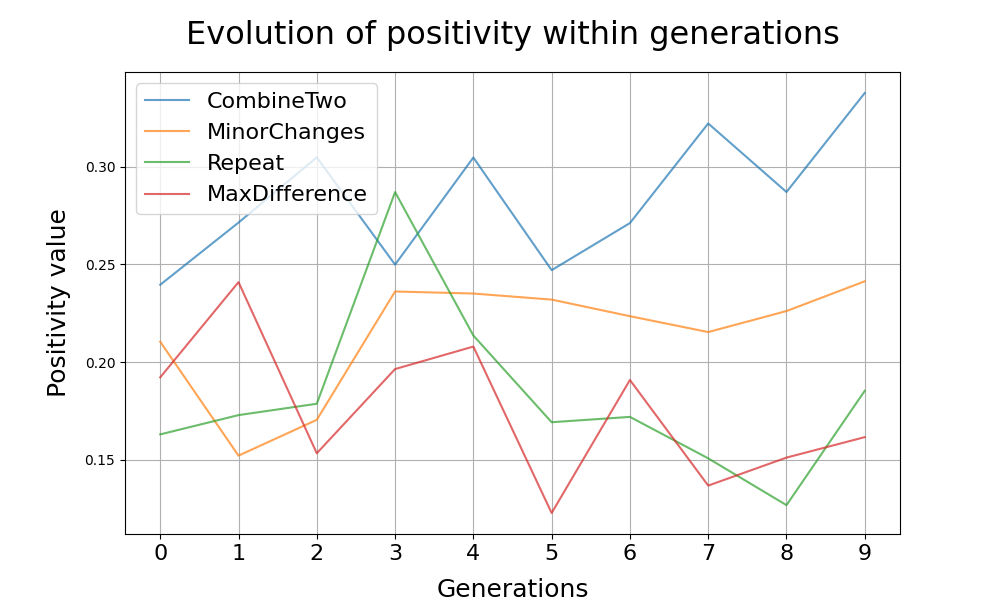 Evolution of positivity within generations
CombineTwo
MinorChanges
Repeat
MaxDifference
Positivity value
0.30
0.25
0.20
0.15
0 1 2 3 4 5 6 7 8 9
Generations